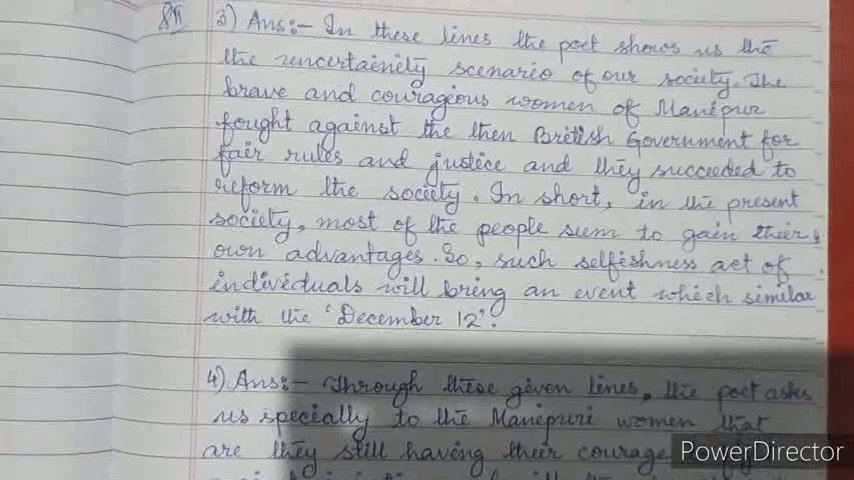 3) Ans:- In these lines the poet shows us the
the uncertainity scenario of our society. The
brave and courageous women of Manipur
fought against the then British Government for
fair rules and justice and they succeeded to
reform the society. In short, in the present
society, most of the people sum to gain their
own advantages. So, such selfishness act of
individuals will bring an event which similar
with the 'December 12'.
4) Ans:- Through these given lines, the poet asks
us specially to the Manipuri women that
are they still having their courage
PowerDirector